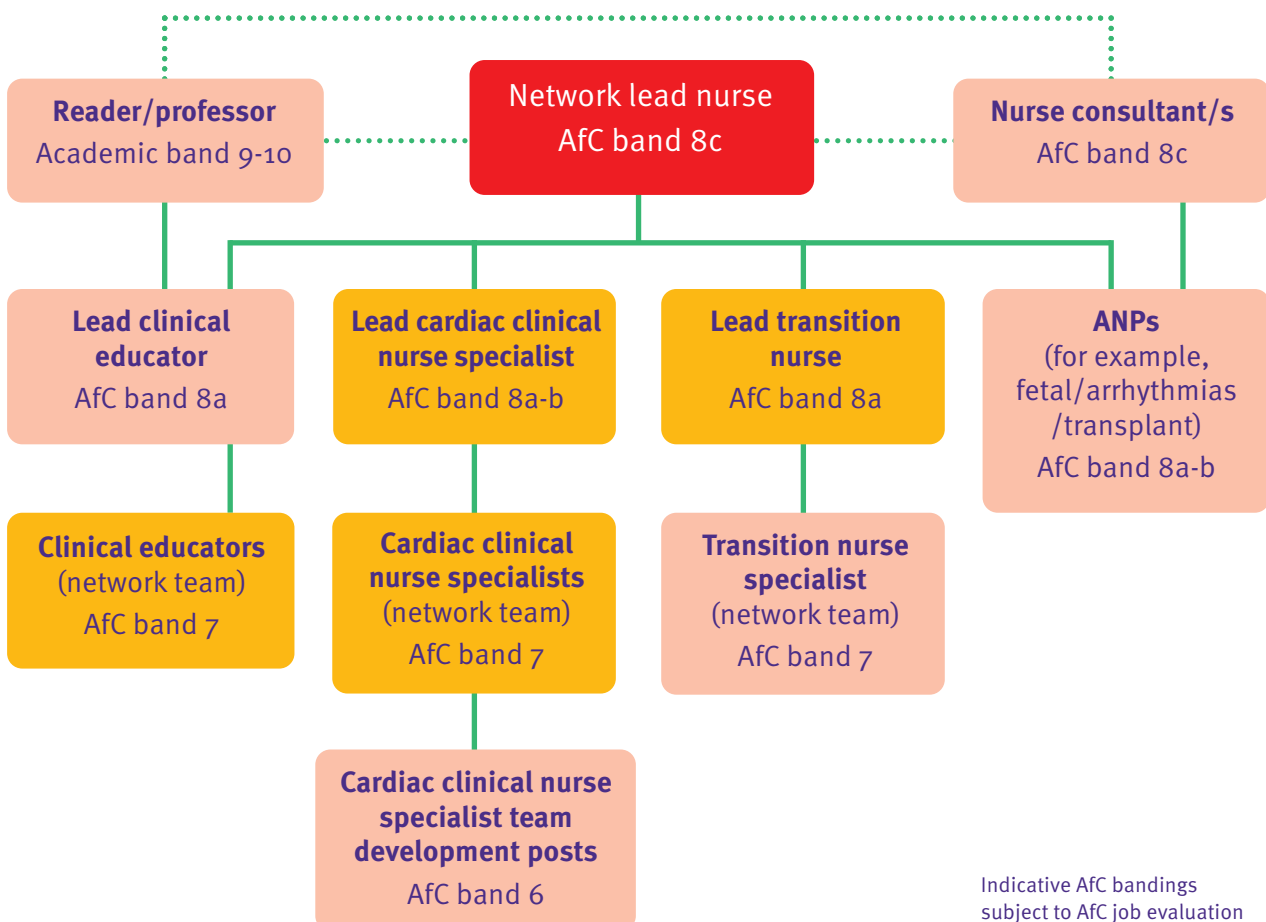 Reader/professor
Academic band 9-10
Network lead nurse
AfC band 8c
Nurse consultant/s
AfC band 8c
Lead clinical
educator
AfC band 8a
Lead cardiac clinical
nurse specialist
AfC band 8a-b
Lead transition
nurse
AfC band 8a
ANPs
(for example,
fetal/arrhythmias
/transplant)
AfC band 8a-b
Clinical educators
(network team)
AfC band 7
Cardiac clinical
nurse specialists
(network team)
AfC band 7
Transition nurse
specialist
(network team)
AfC band 7
Cardiac clinical nurse
specialist team
development posts
AfC band 6
Indicative AfC bandings
subject to AfC job evaluation